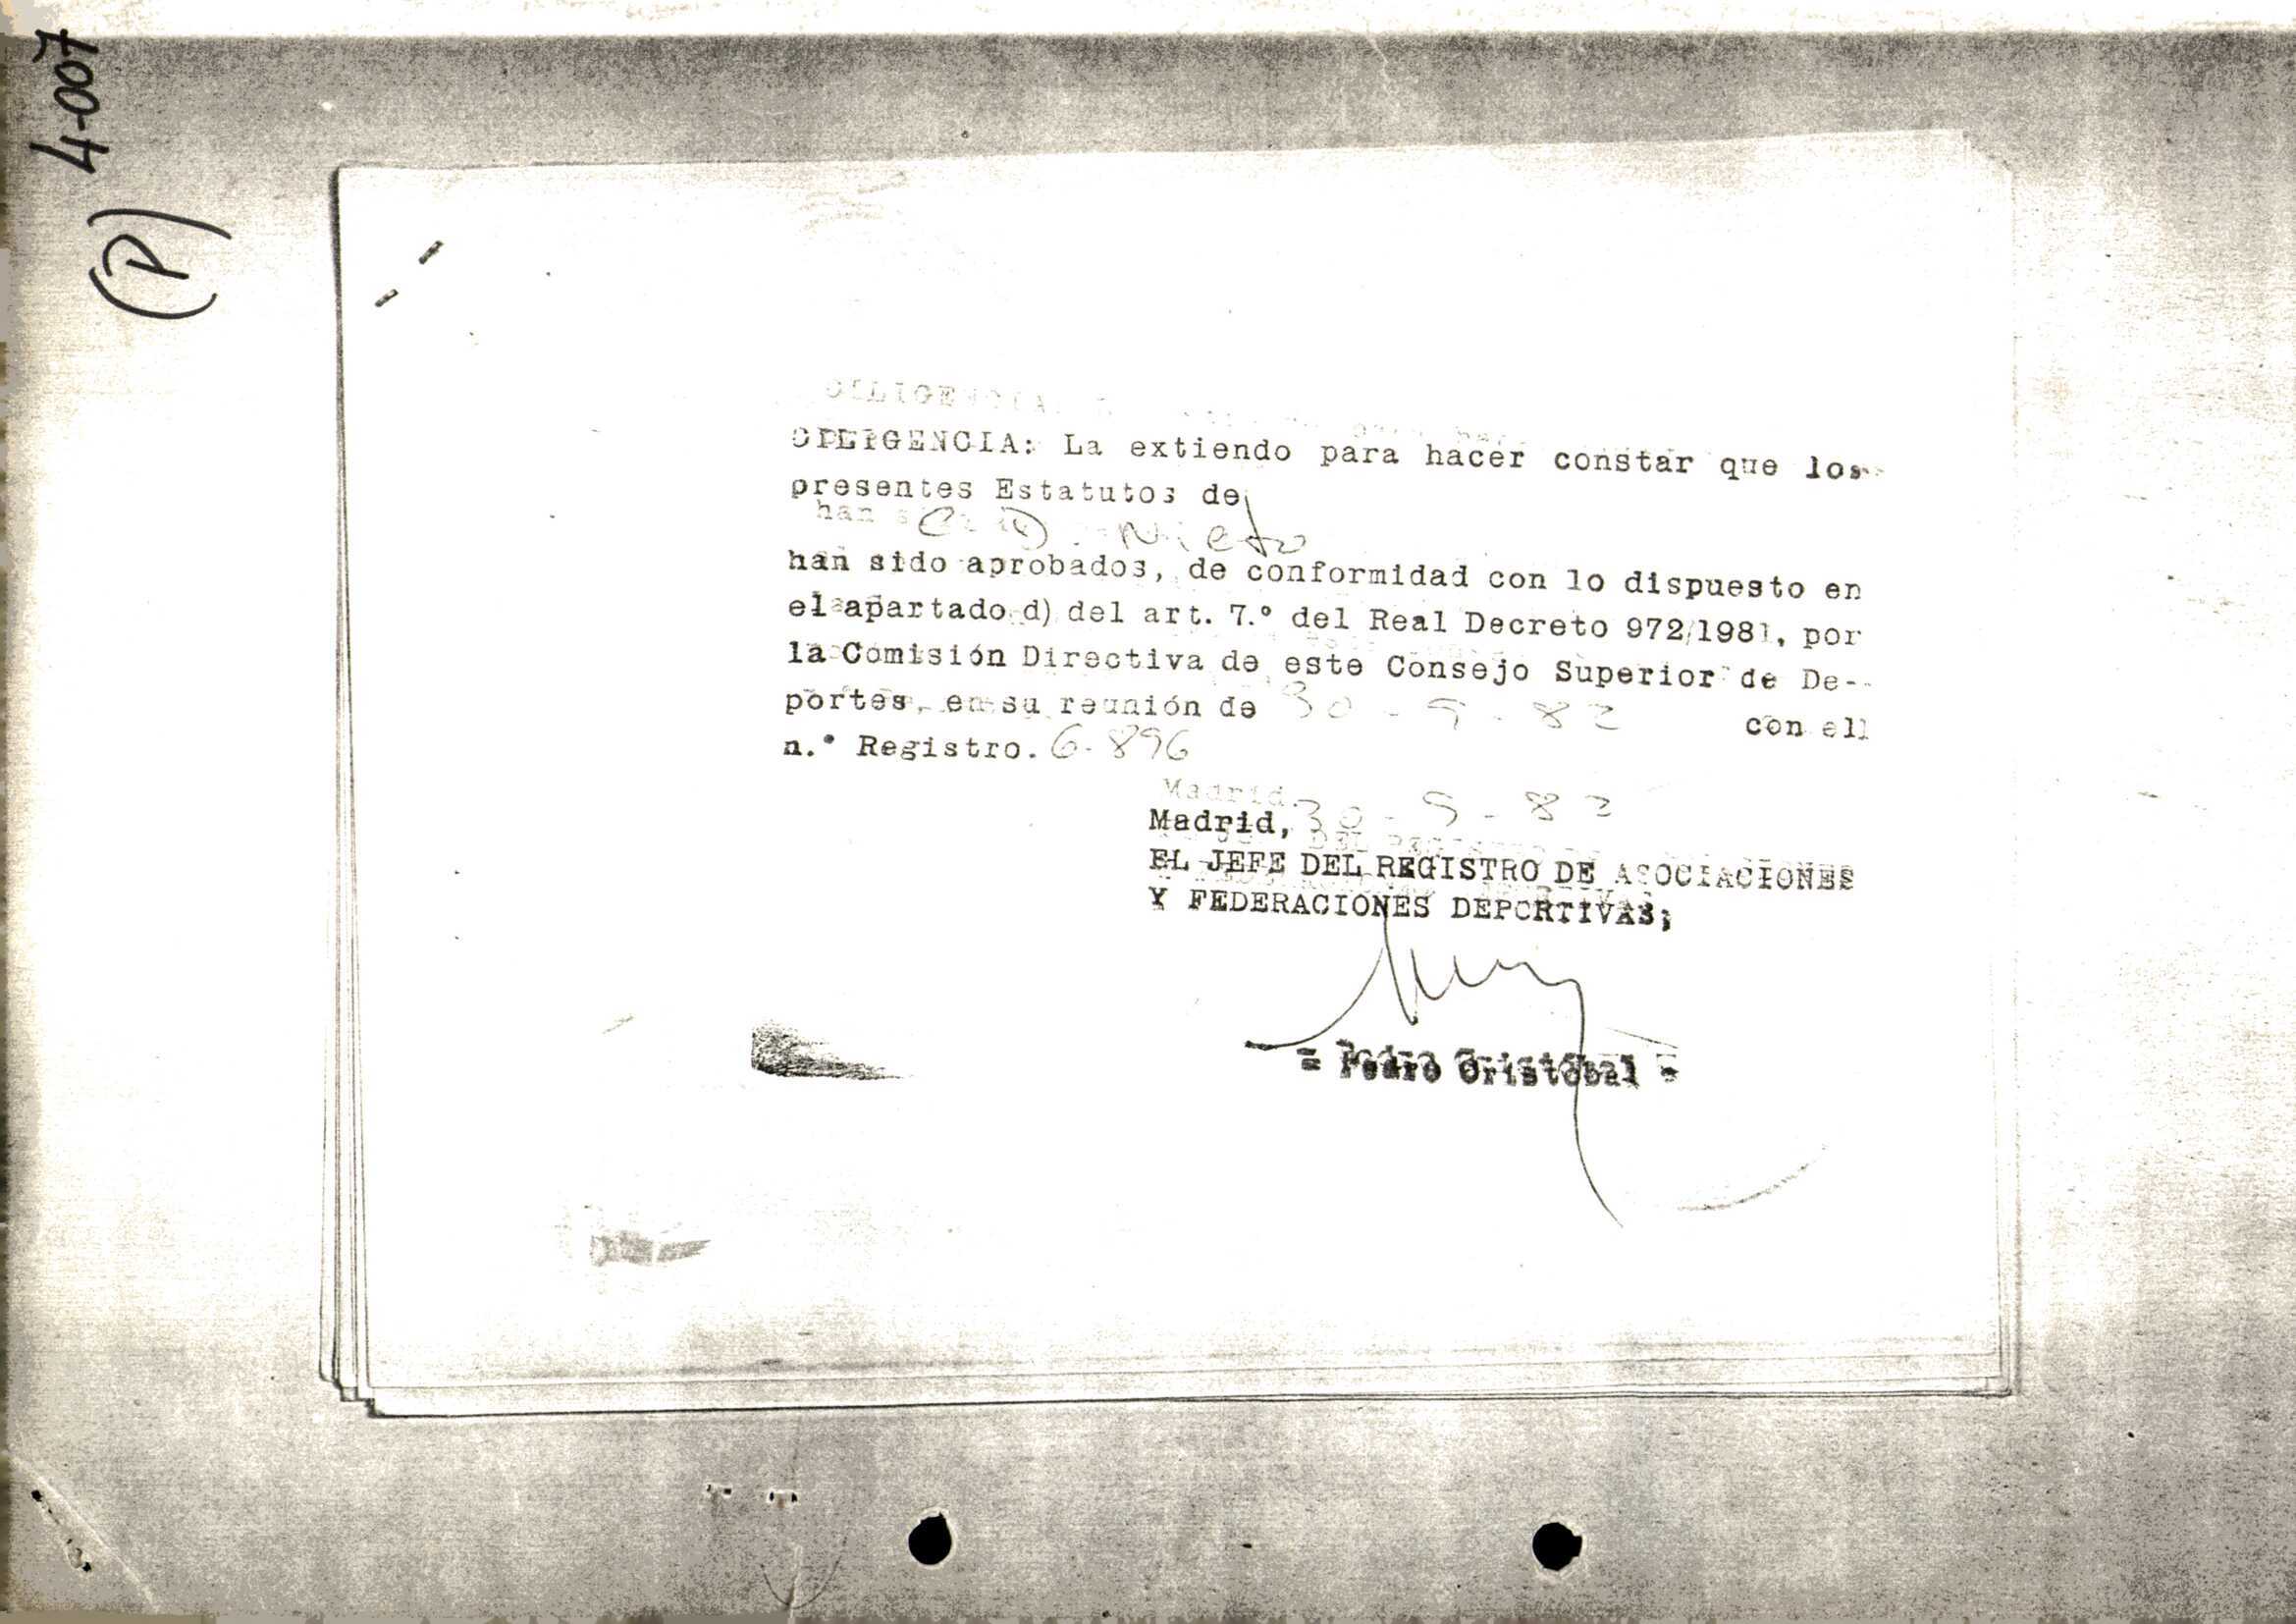 4-007
(P)
DILIGENCIA: La extiendo para hacer constar que los
presentes Estatutos de
C.D. Nieto
han sido aprobados, de conformidad con lo dispuesto en
el apartado d) del art. 7.º del Real Decreto 972/1981, por
la Comisión Directiva de este Consejo Superior de De--
portes, en su reunión de 30-9-82 con el
n.º Registro. 6.896
Madrid, 30-9-82
EL JEFE DEL REGISTRO DE ASOCIACIONES
Y FEDERACIONES DEPORTIVAS;
= Pedro Cristóbal =